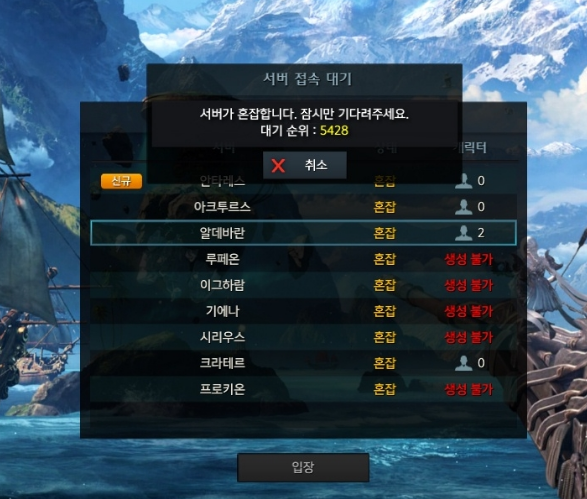 서버 접속 대기
서버가 혼잡합니다. 잠시만 기다려주세요.
대기 순위 : 5428
X 취소
신규 안타레스 혼잡 0
아크투르스 혼잡 0
알데바란 혼잡 2
루페온 혼잡 생성 불가
이그하람 혼잡 생성 불가
기에나 혼잡 생성 불가
시리우스 혼잡 생성 불가
크라테르 혼잡 0
프로키온 혼잡 생성 불가
입장